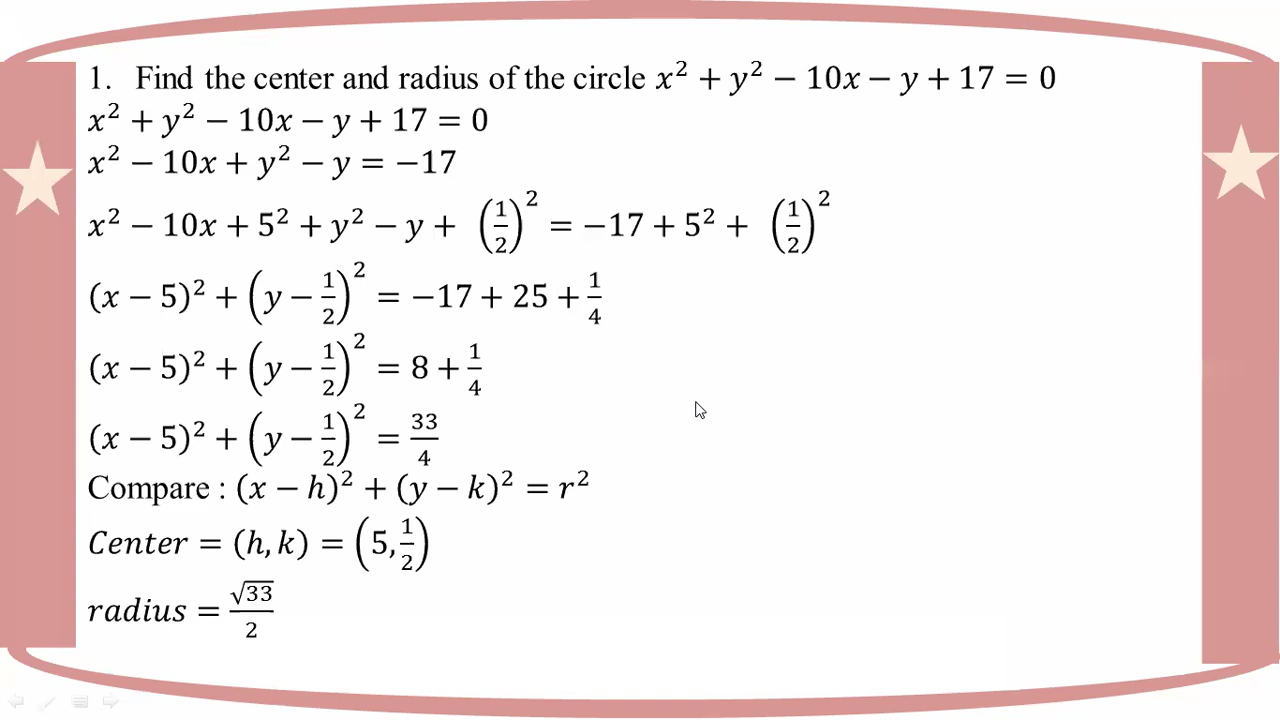 1. Find the center and radius of the circle 𝑥² + 𝑦² − 10𝑥 − 𝑦 + 17 = 0
𝑥² + 𝑦² − 10𝑥 − 𝑦 + 17 = 0
𝑥² − 10𝑥 + 𝑦² − 𝑦 = −17
𝑥² − 10𝑥 + 5² + 𝑦² − 𝑦 + (1/2)² = −17 + 5² + (1/2)²
(𝑥 − 5)² + (𝑦 − 1/2)² = −17 + 25 + 1/4
(𝑥 − 5)² + (𝑦 − 1/2)² = 8 + 1/4
(𝑥 − 5)² + (𝑦 − 1/2)² = 33/4
Compare : (𝑥 − ℎ)² + (𝑦 − 𝑘)² = 𝑟²
𝐶𝑒𝑛𝑡𝑒𝑟 = (ℎ, 𝑘) = (5, 1/2)
𝑟𝑎𝑑𝑖𝑢𝑠 = √33/2